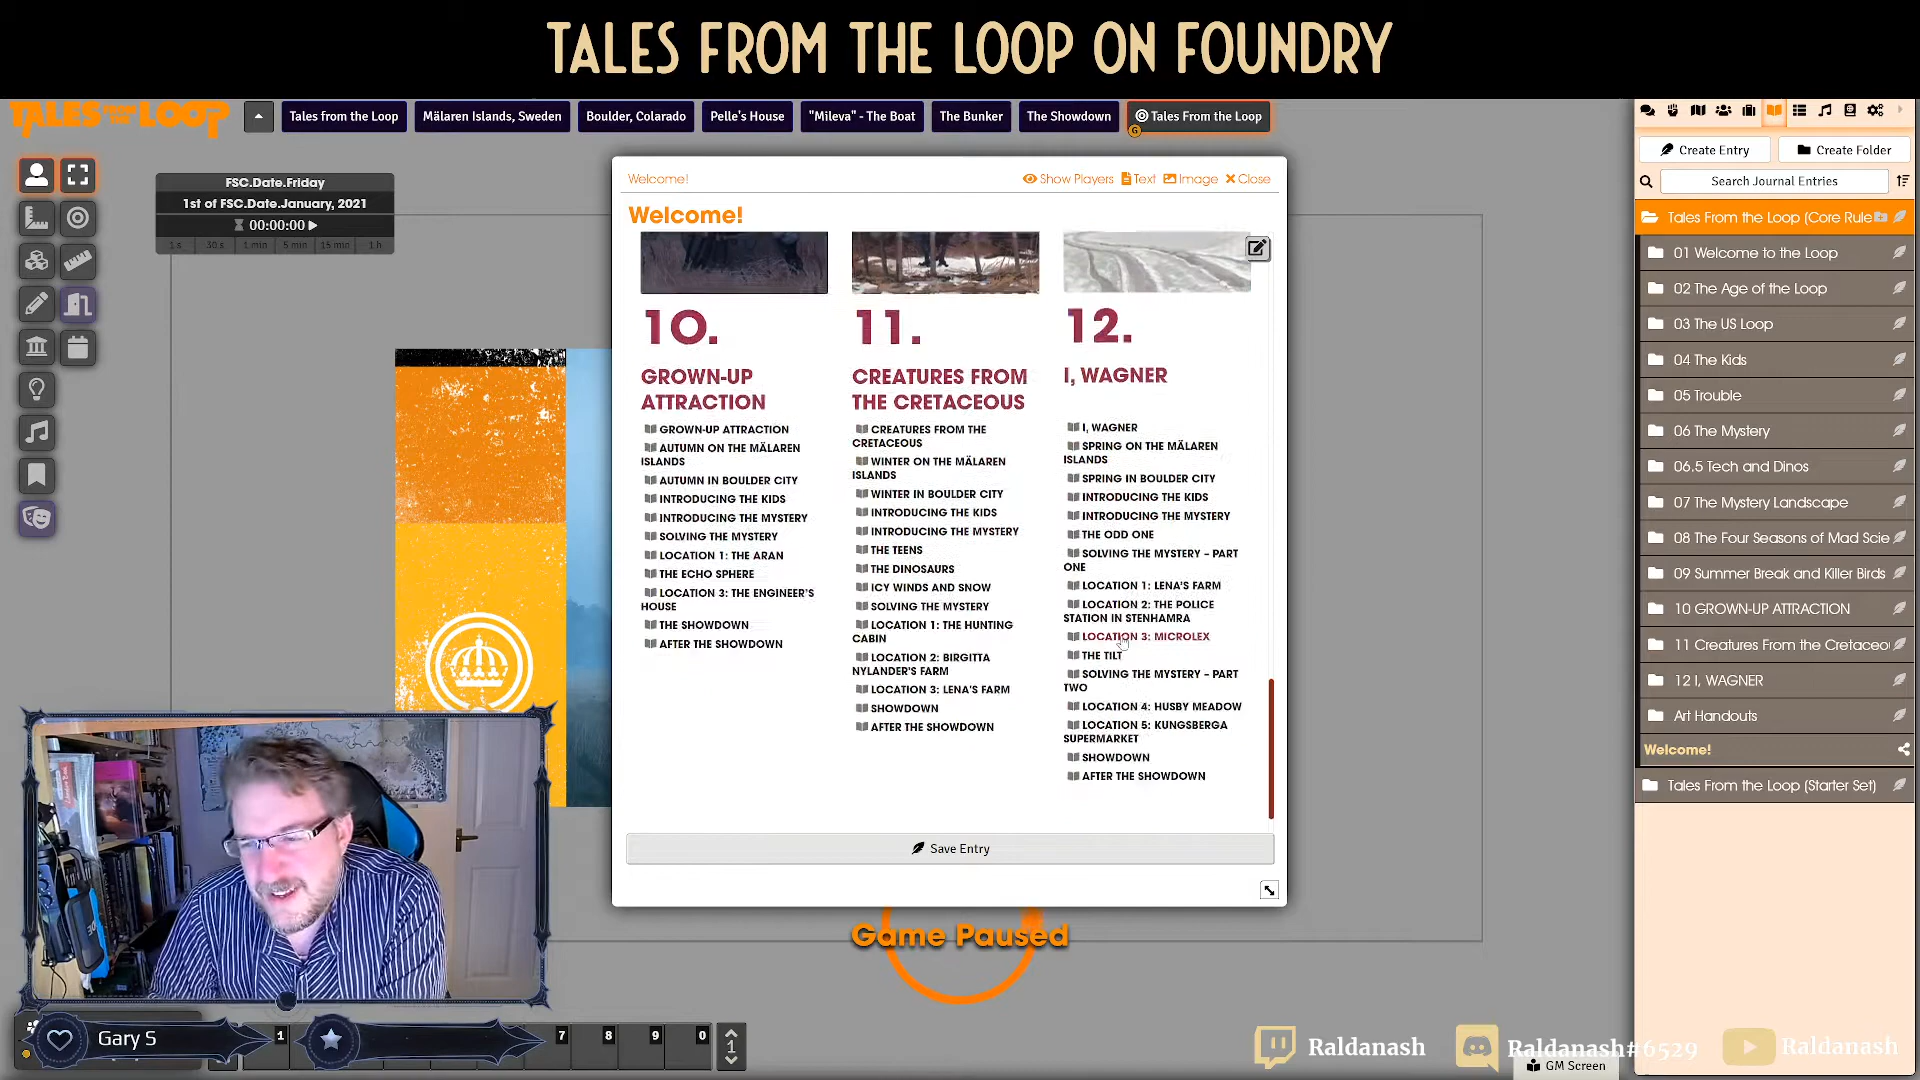 TALES FROM THE LOOP ON FOUNDRY
TALES FROM THE LOOP
Tales from the Loop
Mälaren Islands, Sweden
Boulder, Colarado
Pelle's House
"Mileva" - The Boat
The Bunker
The Showdown
Tales From the Loop
G
FSC.Date.Friday
1st of FSC.Date.January, 2021
00:00:00
1 s 30 s 1 min 5 min 15 min 1 h
Welcome!
Show Players
Text
Image
Close
Welcome!
10.
GROWN-UP
ATTRACTION
GROWN-UP ATTRACTION
AUTUMN ON THE MÄLAREN
ISLANDS
AUTUMN IN BOULDER CITY
INTRODUCING THE KIDS
INTRODUCING THE MYSTERY
SOLVING THE MYSTERY
LOCATION 1: THE ARAN
THE ECHO SPHERE
LOCATION 3: THE ENGINEER'S
HOUSE
THE SHOWDOWN
AFTER THE SHOWDOWN
11.
CREATURES FROM
THE CRETACEOUS
CREATURES FROM THE
CRETACEOUS
WINTER ON THE MÄLAREN
ISLANDS
WINTER IN BOULDER CITY
INTRODUCING THE KIDS
INTRODUCING THE MYSTERY
THE TEENS
THE DINOSAURS
ICY WINDS AND SNOW
SOLVING THE MYSTERY
LOCATION 1: THE HUNTING
CABIN
LOCATION 2: BIRGITTA
NYLANDER'S FARM
LOCATION 3: LENA'S FARM
SHOWDOWN
AFTER THE SHOWDOWN
12.
I, WAGNER
I, WAGNER
SPRING ON THE MÄLAREN
ISLANDS
SPRING IN BOULDER CITY
INTRODUCING THE KIDS
INTRODUCING THE MYSTERY
THE ODD ONE
SOLVING THE MYSTERY – PART
ONE
LOCATION 1: LENA'S FARM
LOCATION 2: THE POLICE
STATION IN STENHAMRA
LOCATION 3: MICROLEX
THE TILT
SOLVING THE MYSTERY – PART
TWO
LOCATION 4: HUSBY MEADOW
LOCATION 5: KUNGSBERGA
SUPERMARKET
SHOWDOWN
AFTER THE SHOWDOWN
Save Entry
Game Paused
Create Entry
Create Folder
Search Journal Entries
Tales From the Loop (Core Rule
01 Welcome to the Loop
02 The Age of the Loop
03 The US Loop
04 The Kids
05 Trouble
06 The Mystery
06.5 Tech and Dinos
07 The Mystery Landscape
08 The Four Seasons of Mad Scie
09 Summer Break and Killer Birds
10 GROWN-UP ATTRACTION
11 Creatures From the Cretaceou
12 I, WAGNER
Art Handouts
Welcome!
Tales From the Loop (Starter Set)
Gary S
1 7 8 9 0
1
Raldanash
Raldanash#6529
Raldanash
GM Screen